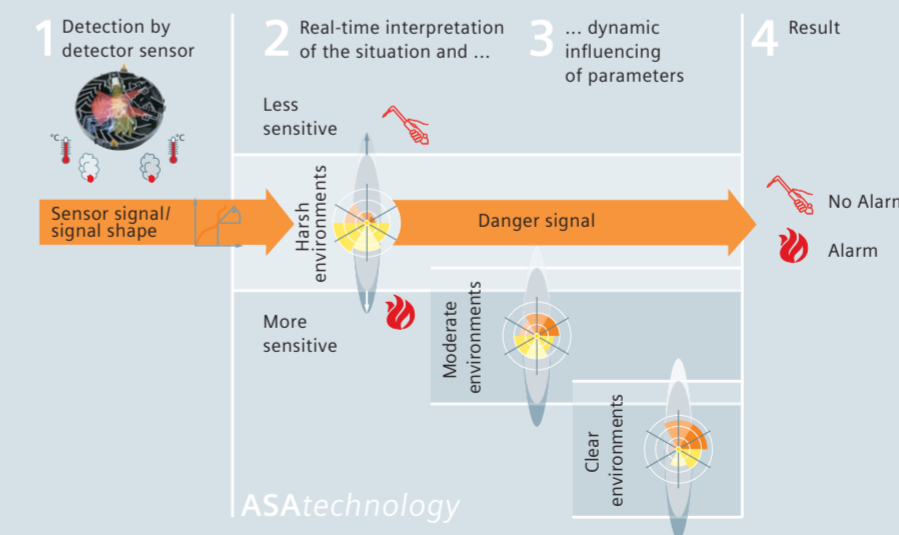 1 Detection by
detector sensor
2 Real-time interpretation
of the situation and ...
3 ... dynamic
influencing
of parameters
4 Result
°C
°C
Less
sensitive
Sensor signal/
signal shape
Harsh
environments
Danger signal
No Alarm
Alarm
More
sensitive
Moderate
environments
Clear
environments
ASAtechnology